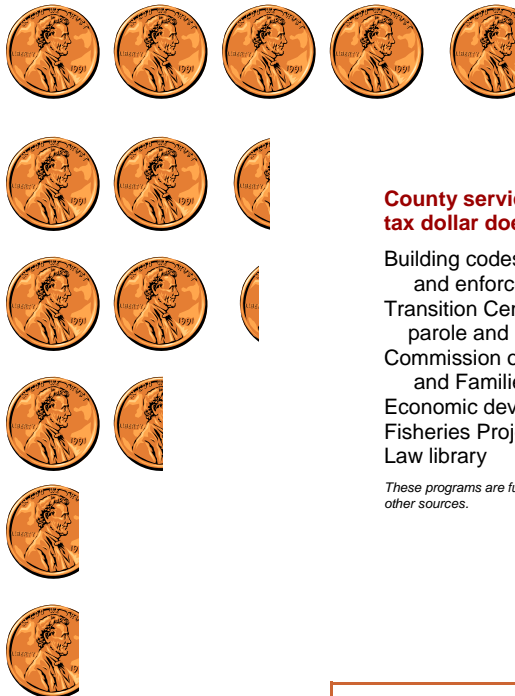 County servi
tax dollar doe
Building codes
and enforc
Transition Cen
parole and
Commission o
and Familie
Economic dev
Fisheries Proj
Law library
These programs are fu
other sources.